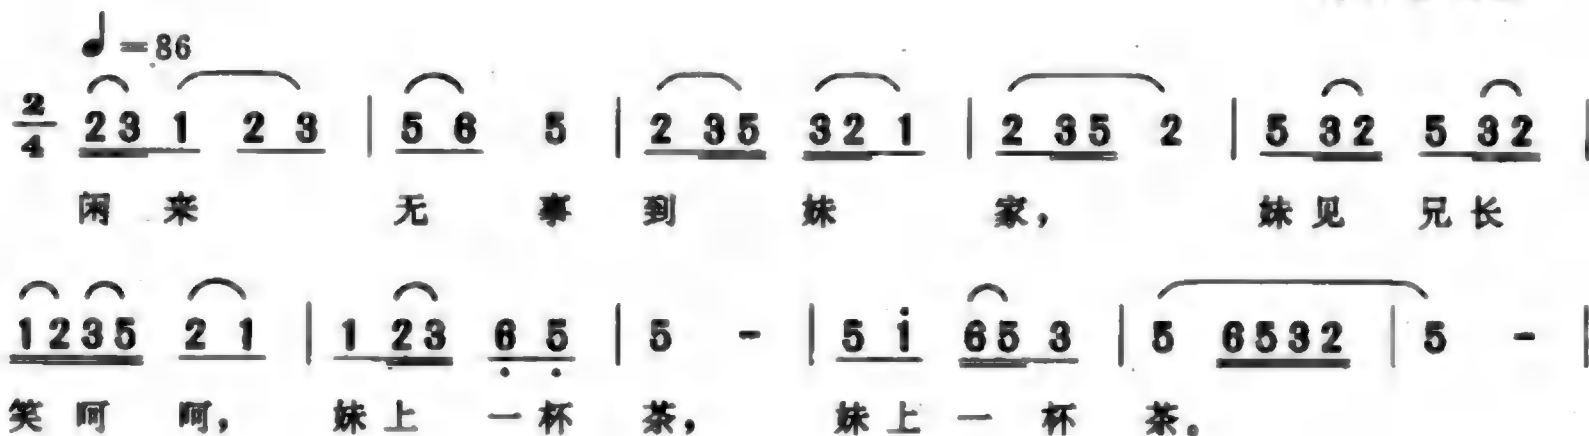 ♩=86
2/4 23 1 2 3 | 5 6 5 | 2 35 32 1 | 2 35 2 | 5 32 5 32 |
闲来 无事到 妹 家， 妹见 兄长
1235 2 1 | 1 23 6̣ 5̣ | 5 - | 5 i̇ 65 3 | 5 6532 | 5 - |
笑呵 呵， 妹上 一杯 茶， 妹上一 杯 茶。